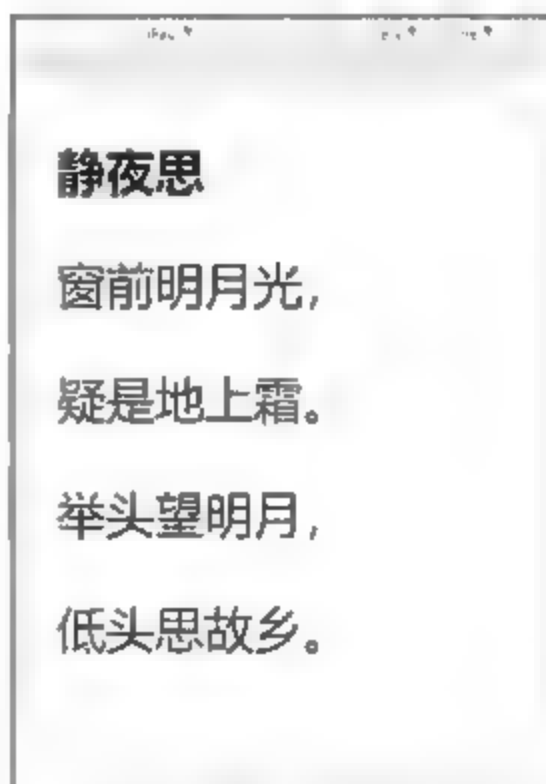 静夜思
窗前明月光，
疑是地上霜。
举头望明月，
低头思故乡。